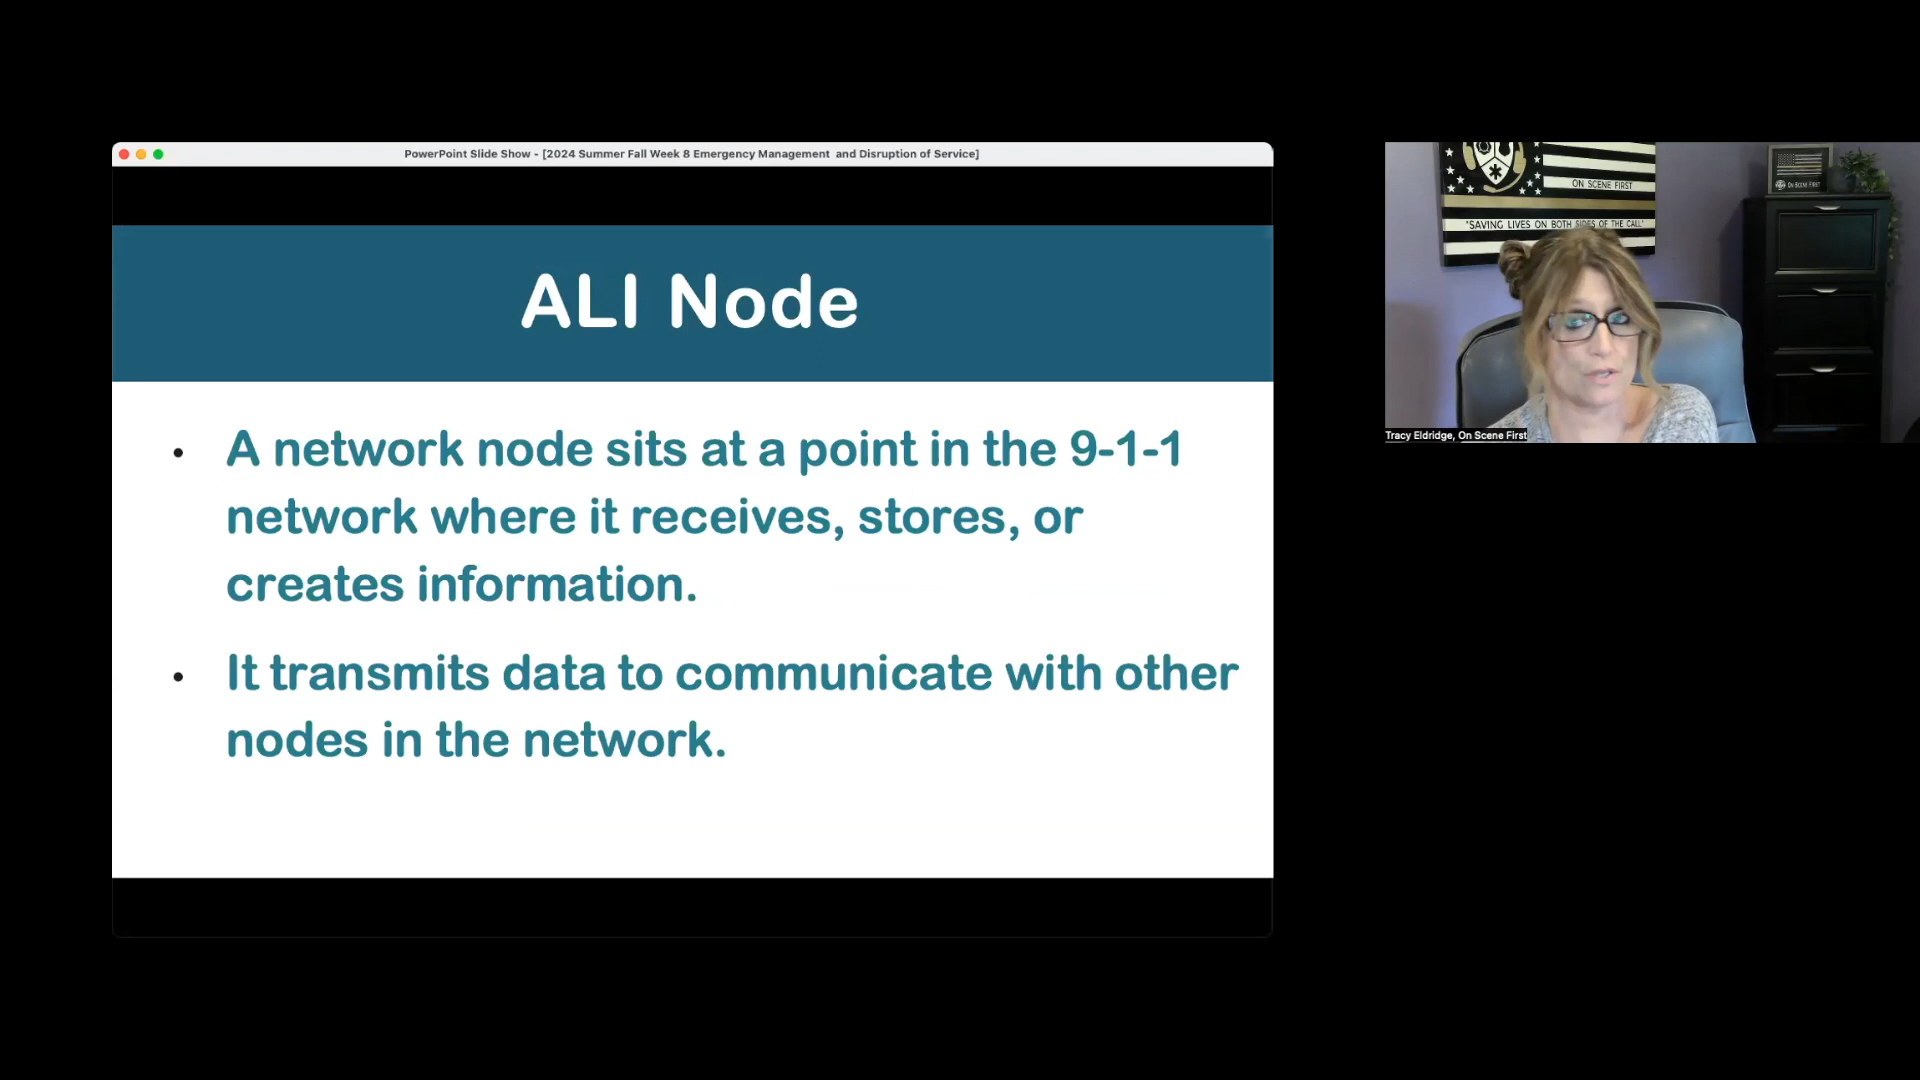 PowerPoint Slide Show - [2024 Summer Fall Week 8 Emergency Management  and Disruption of Service]
ALI Node
• A network node sits at a point in the 9-1-1
network where it receives, stores, or
creates information.
• It transmits data to communicate with other
nodes in the network.
ON SCENE FIRST
"SAVING LIVES ON BOTH SIDES OF THE CALL"
ON SCENE FIRST
Tracy Eldridge, On Scene First